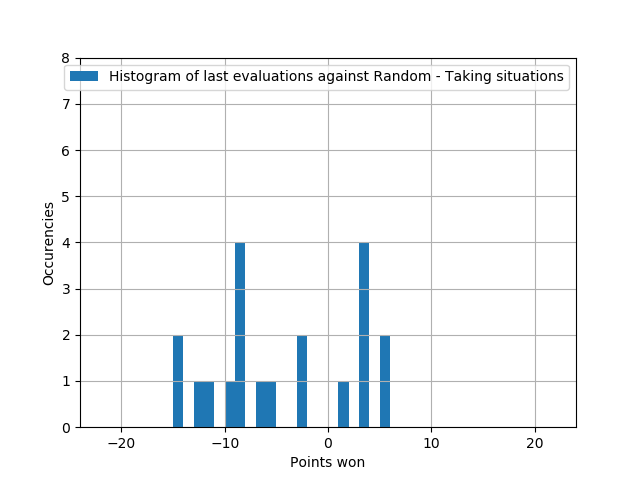 Histogram of last evaluations against Random - Taking situations
8
7
6
5
4
3
2
1
0
Occurencies
−20 −10 0 10 20
Points won